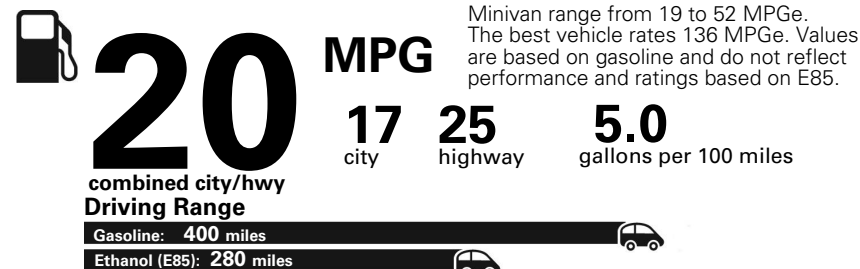 Minivan range from 19 to 52 MPGe.
The best vehicle rates 136 MPGe. Values
are based on gasoline and do not reflect
performance and ratings based on E85.
20 MPG
combined city/hwy
17 city
25 highway
5.0 gallons per 100 miles
Driving Range
Gasoline: 400 miles
Ethanol (E85): 280 miles